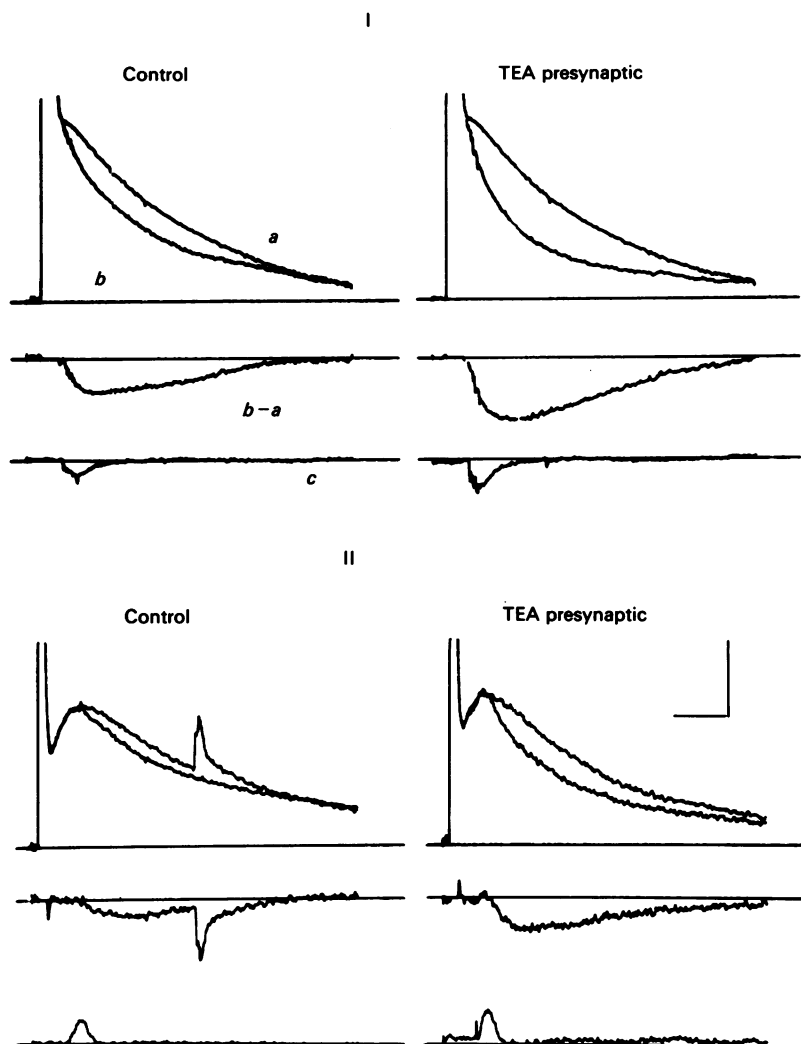 I
Control
TEA presynaptic
a
b
b–a
c
II
Control
TEA presynaptic